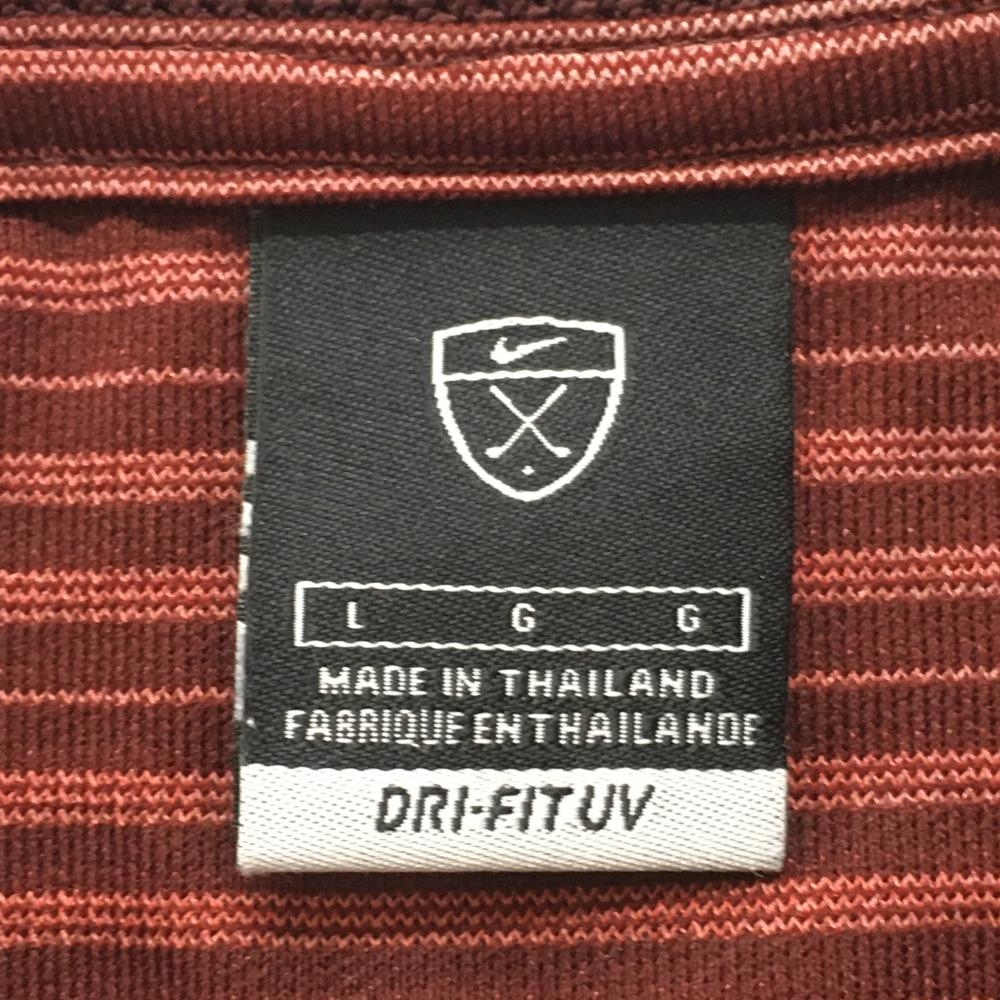 L G G
MADE IN THAILAND
FABRIQUE EN THAILANDE
DRI-FIT UV